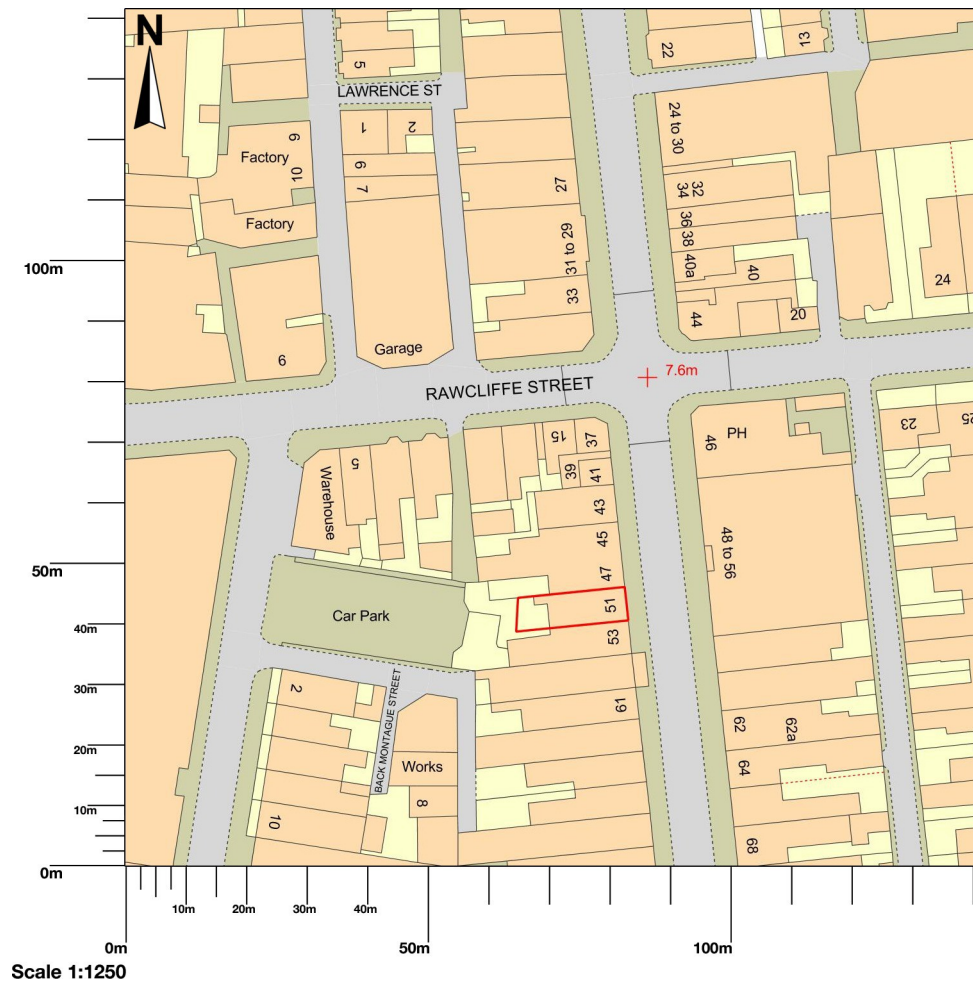 N
22
13
5
LAWRENCE ST
1
2
9
10
Factory
6
7
24 to 30
27
32
34
Factory
36
38
31 to 29
40a
40
100m
24
33
44
20
6
Garage
RAWCLIFFE STREET
7.6m
15
37
PH
46
23
25
5
39
41
Warehouse
43
45
48 to 56
50m
47
51
Car Park
40m
53
30m
2
BACK MONTAGUE STREET
61
62
62a
20m
Works
64
10m
8
10
68
0m
10m
20m
30m
40m
0m
50m
100m
Scale 1:1250